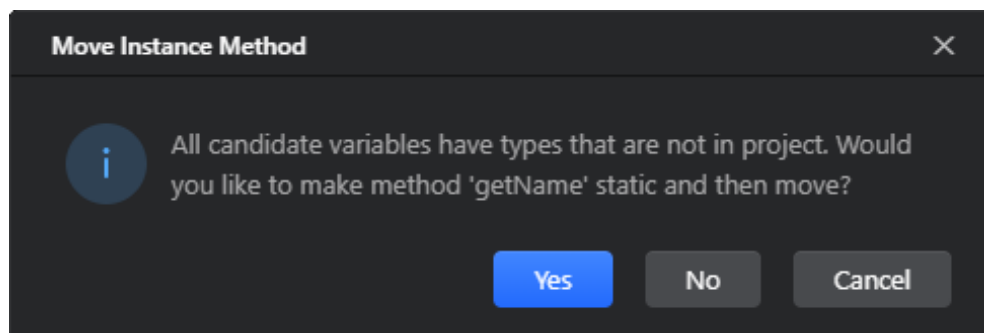 Move Instance Method
All candidate variables have types that are not in project. Would
you like to make method 'getName' static and then move?
Yes No Cancel